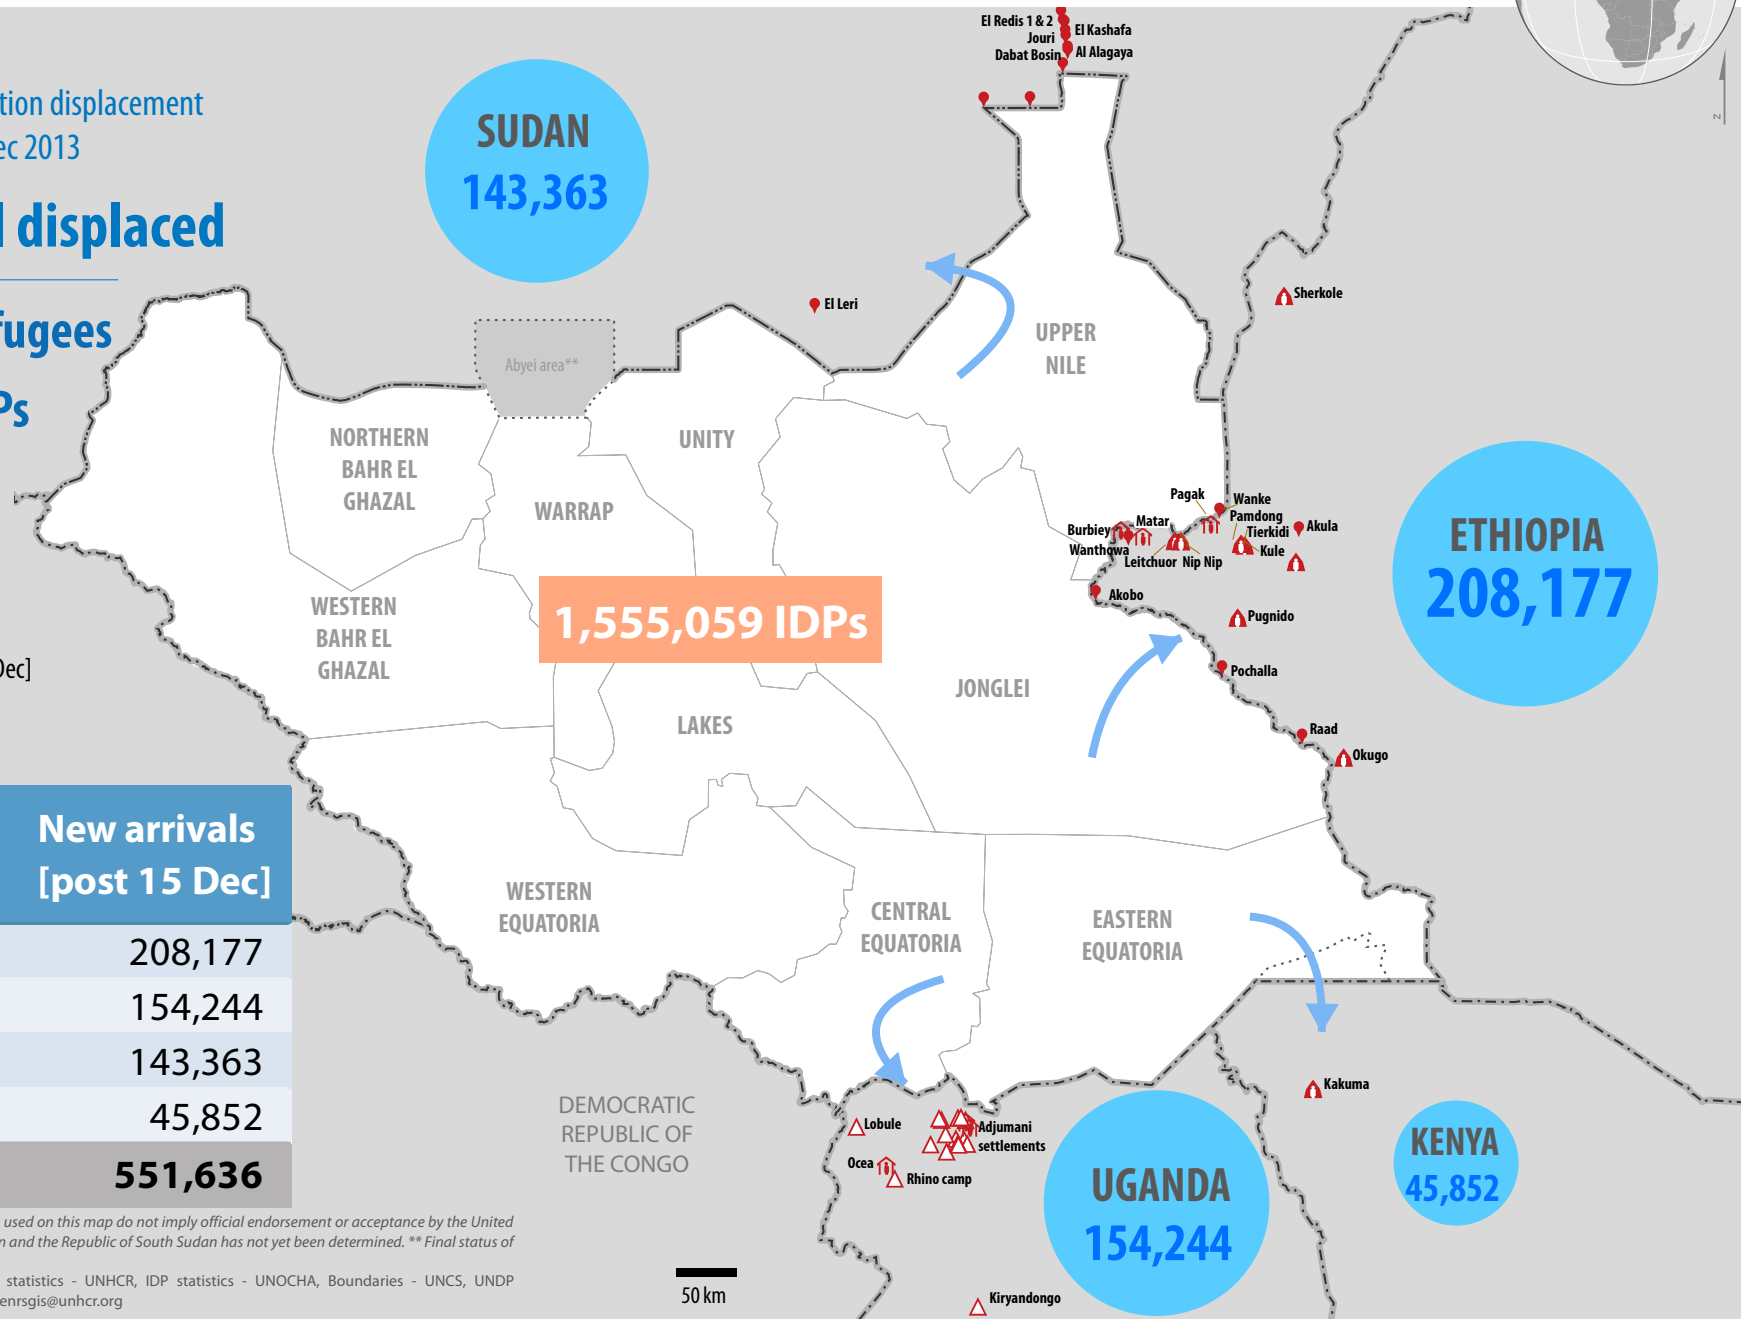 tion displacement
ec 2013
displaced
fugees
Ps
Dec]
New arrivals
[post 15 Dec]
208,177
154,244
143,363
45,852
551,636
used on this map do not imply official endorsement or acceptance by the United
n and the Republic of South Sudan has not yet been determined. ** Final status of
statistics - UNHCR, IDP statistics - UNOCHA, Boundaries - UNCS, UNDP
enrsgis@unhcr.org
SUDAN
143,363
El Redis 1 & 2
El Kashafa
Jouri
Al Alagaya
Dabat Bosin
El Leri
Sherkole
Abyei area**
UPPER
NILE
NORTHERN
BAHR EL
GHAZAL
UNITY
WARRAP
WESTERN
BAHR EL
GHAZAL
1,555,059 IDPs
Pagak
Wanke
Pamdong
Matar
Burbiey
Tierkidi
Akula
Wanthowa
Kule
Leitchuor
Nip Nip
Akobo
Pugnido
Pochalla
Raad
Okugo
ETHIOPIA
208,177
JONGLEI
LAKES
WESTERN
EQUATORIA
CENTRAL
EQUATORIA
EASTERN
EQUATORIA
DEMOCRATIC
REPUBLIC OF
THE CONGO
Lobule
Adjumani
settlements
Ocea
Rhino camp
Kakuma
UGANDA
154,244
KENYA
45,852
Kiryandongo
50 km
z